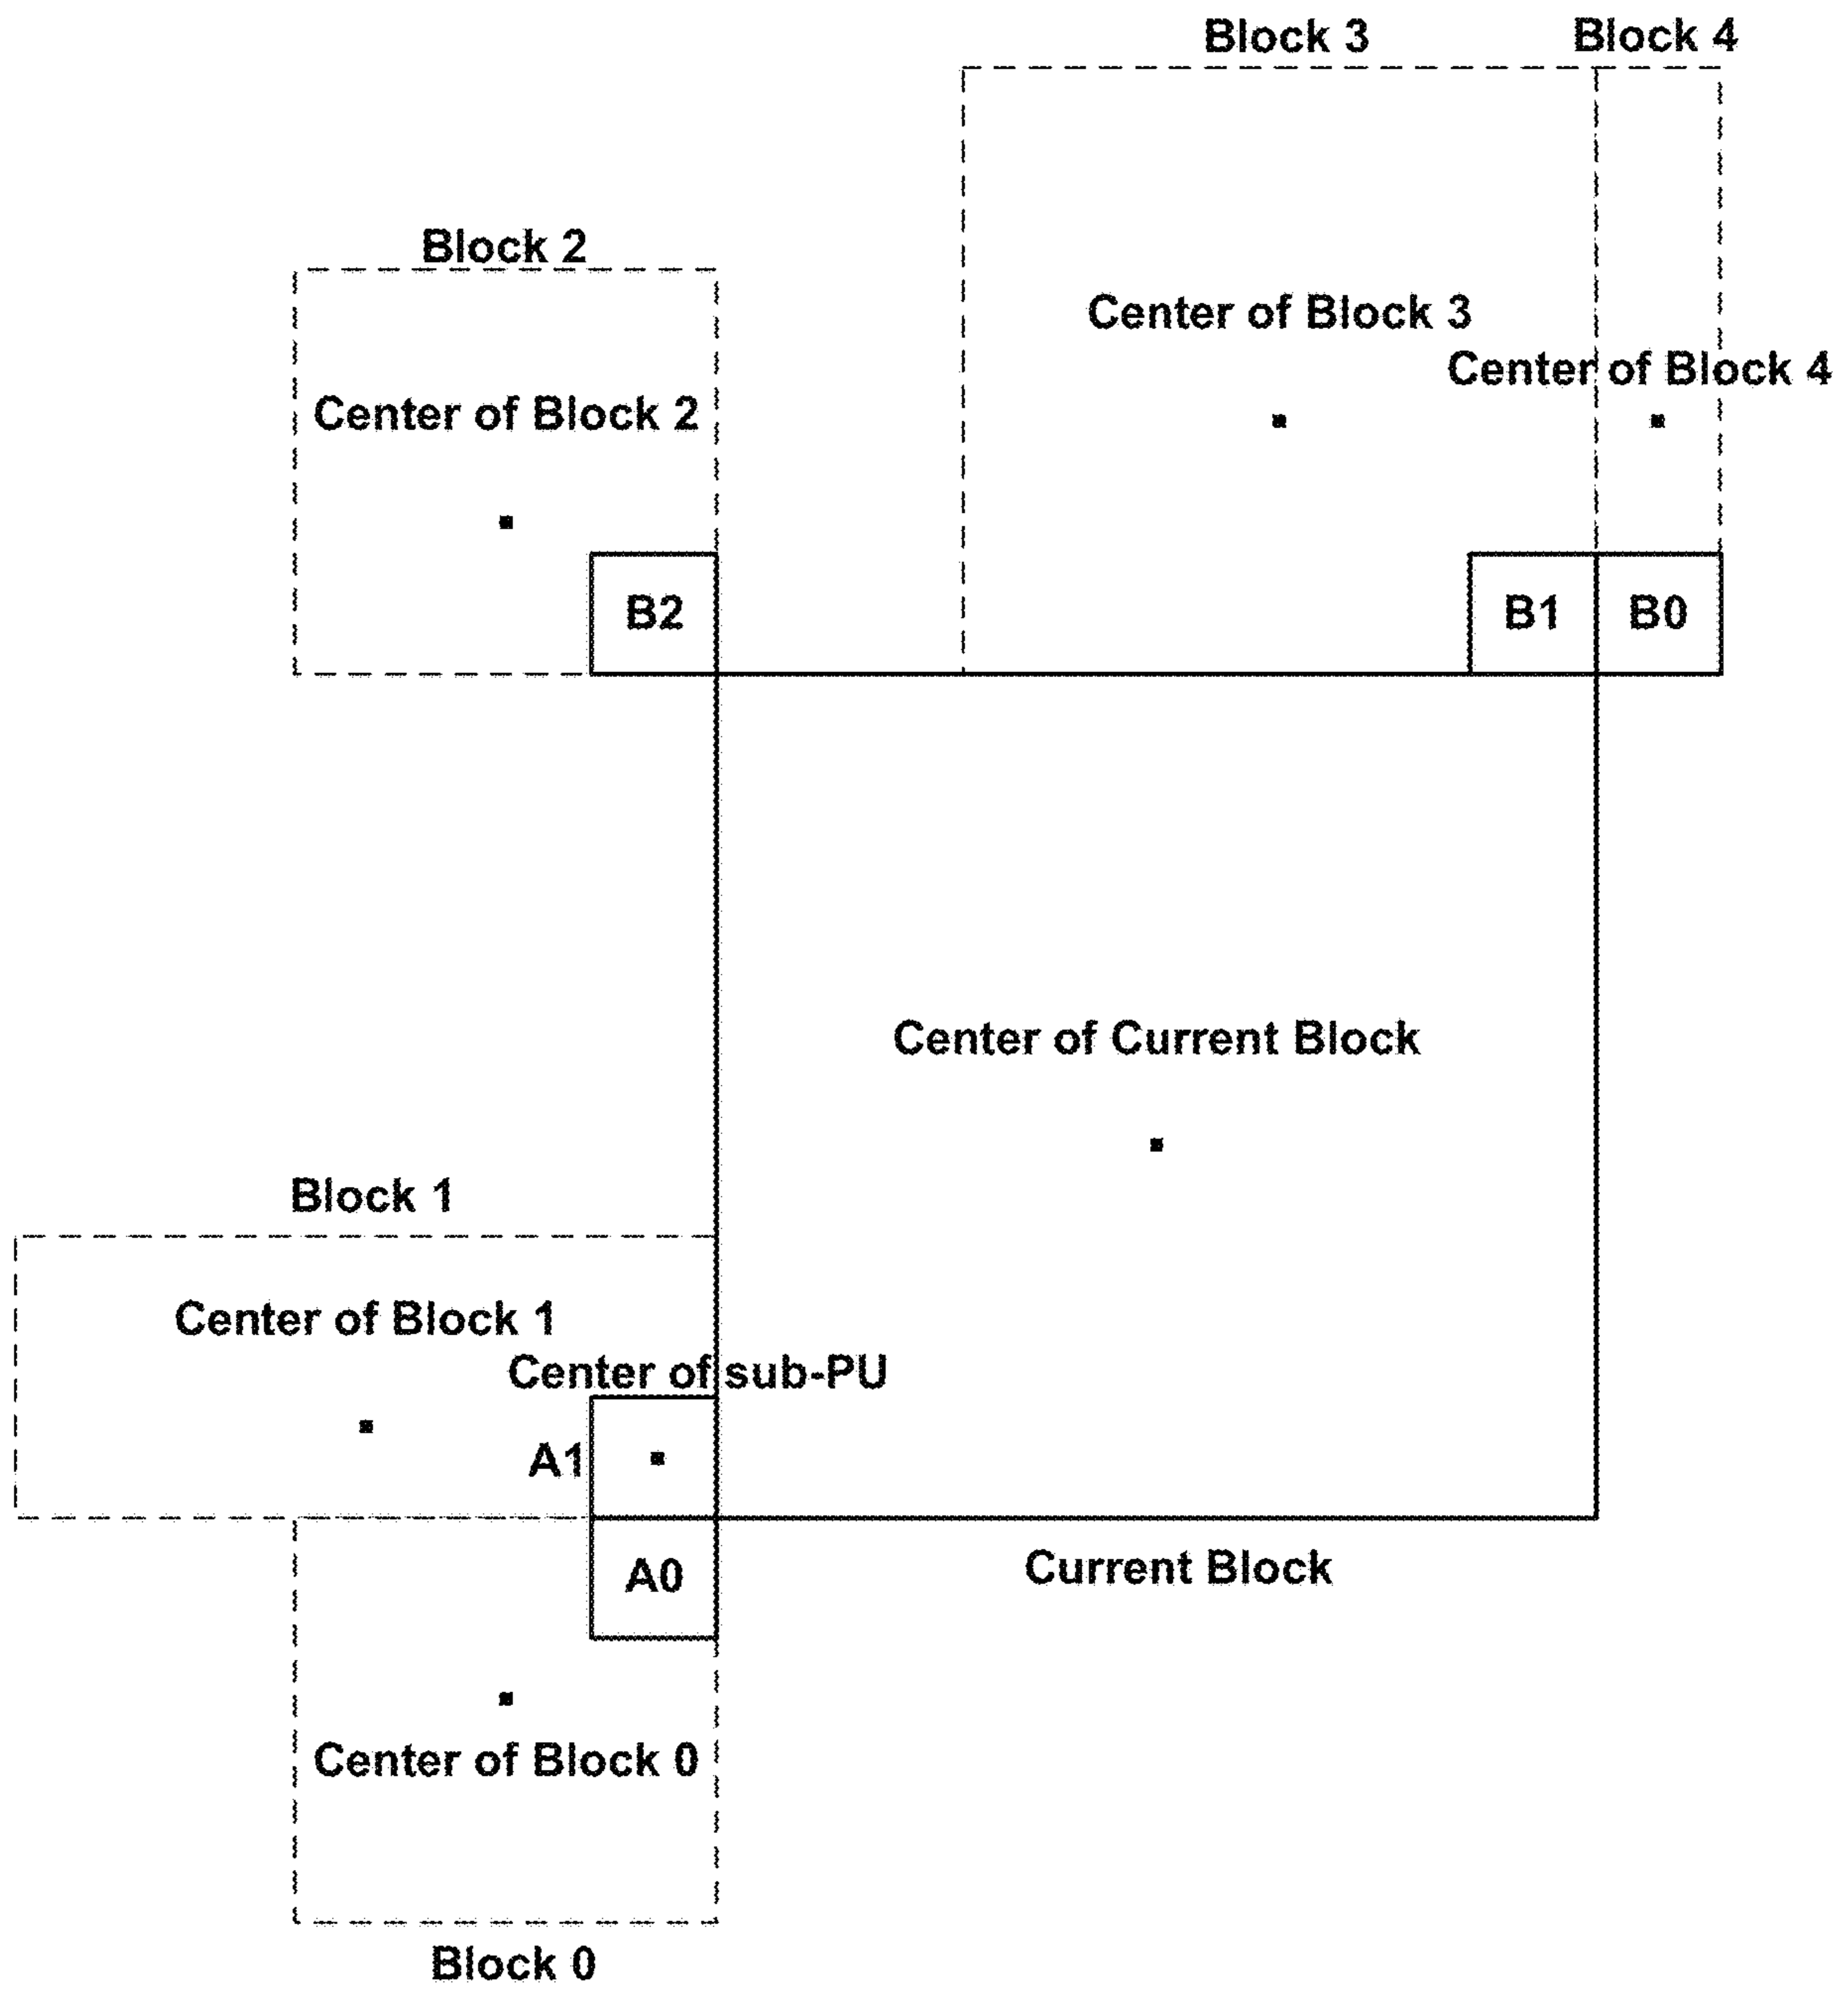 Block 3
Block 4
Block 2
Center of Block 3
Center of Block 4
Center of Block 2
B2
B1
B0
Center of Current Block
Block 1
Center of Block 1
Center of sub-PU
A1
Current Block
A0
Center of Block 0
Block 0